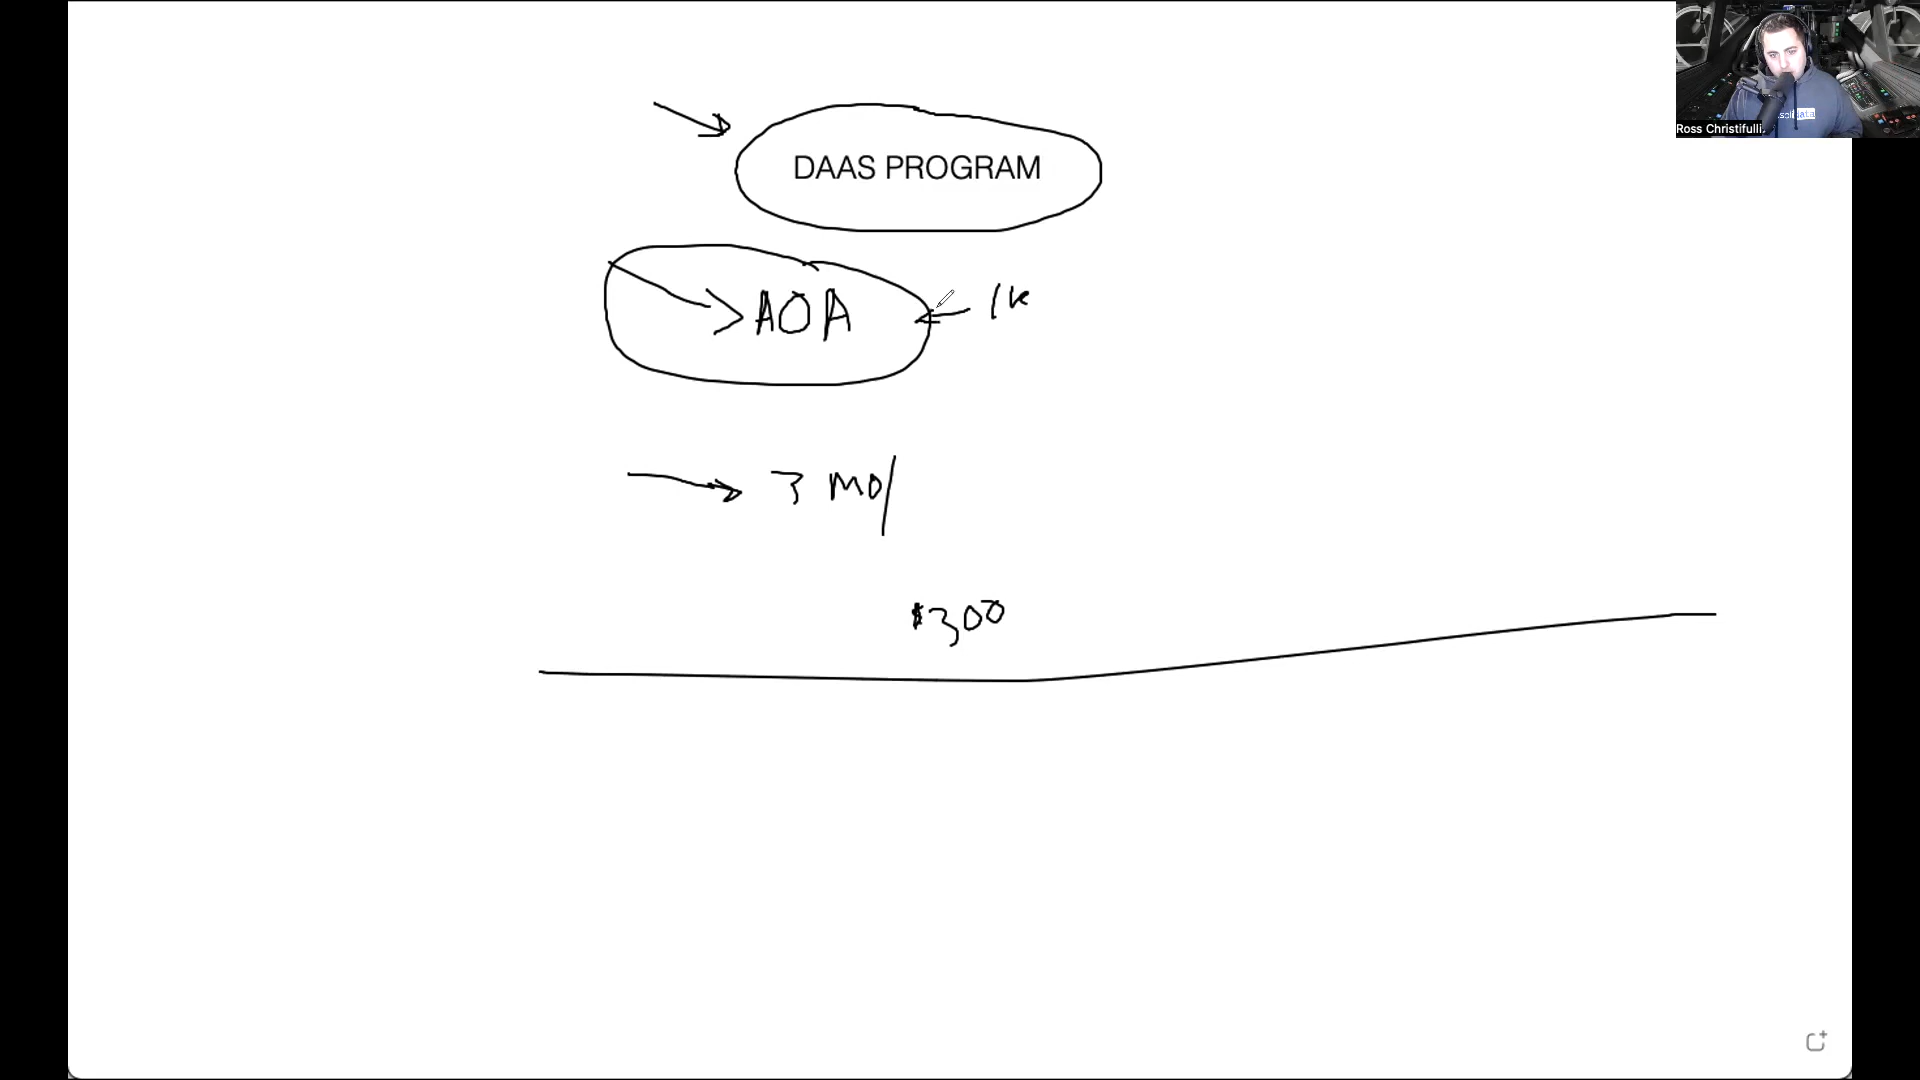 DAAS PROGRAM
AOA
1K
3 MO/
$300
Ross Christifulli